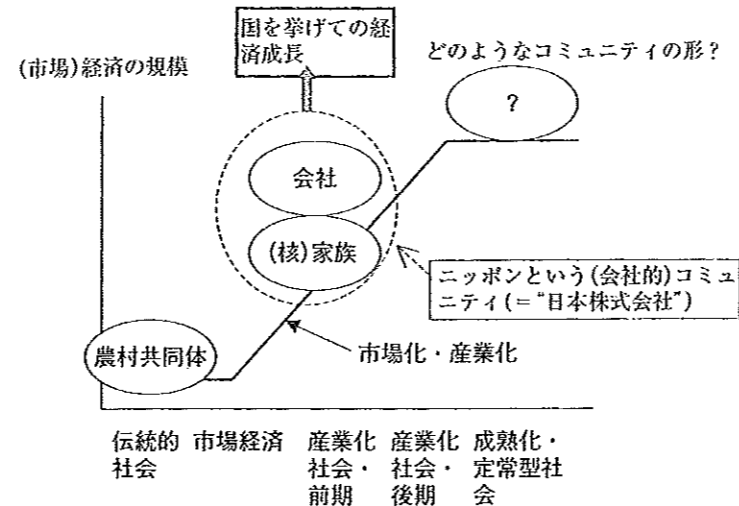 国を挙げての経
済成長
どのようなコミュニティの形?
(市場)経済の規模
?
会社
(核)家族
ニッポンという(会社的)コミュ
ニティ(=“日本株式会社”)
農村共同体
市場化・産業化
伝統的
社会
市場経済
産業化
社会・
前期
産業化
社会・
後期
成熟化・
定常型社
会